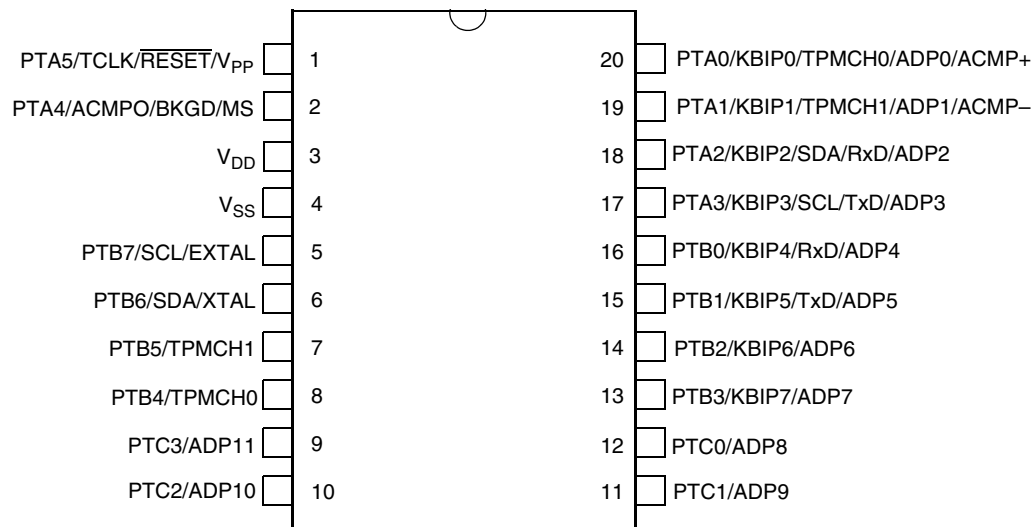 PTA5/TCLK/RESET/VPP 1 20 PTA0/KBIP0/TPMCH0/ADP0/ACMP+
PTA4/ACMPO/BKGD/MS 2 19 PTA1/KBIP1/TPMCH1/ADP1/ACMP–
VDD 3 18 PTA2/KBIP2/SDA/RxD/ADP2
VSS 4 17 PTA3/KBIP3/SCL/TxD/ADP3
PTB7/SCL/EXTAL 5 16 PTB0/KBIP4/RxD/ADP4
PTB6/SDA/XTAL 6 15 PTB1/KBIP5/TxD/ADP5
PTB5/TPMCH1 7 14 PTB2/KBIP6/ADP6
PTB4/TPMCH0 8 13 PTB3/KBIP7/ADP7
PTC3/ADP11 9 12 PTC0/ADP8
PTC2/ADP10 10 11 PTC1/ADP9